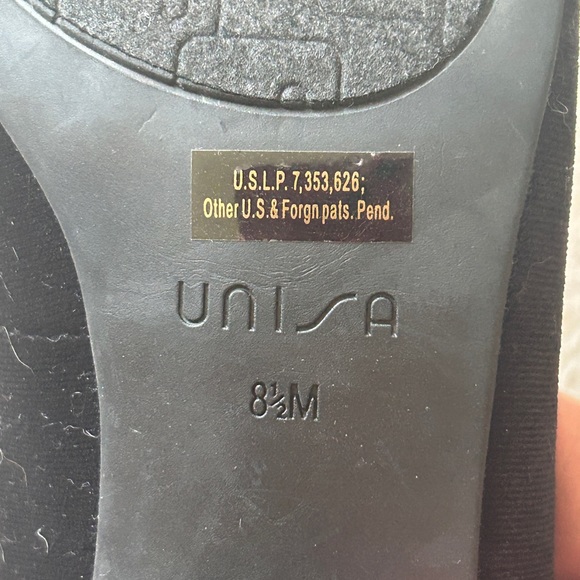 U.S.L.P. 7,353,626;
Other U.S.& Forgn pats. Pend.
UNISA
8½M